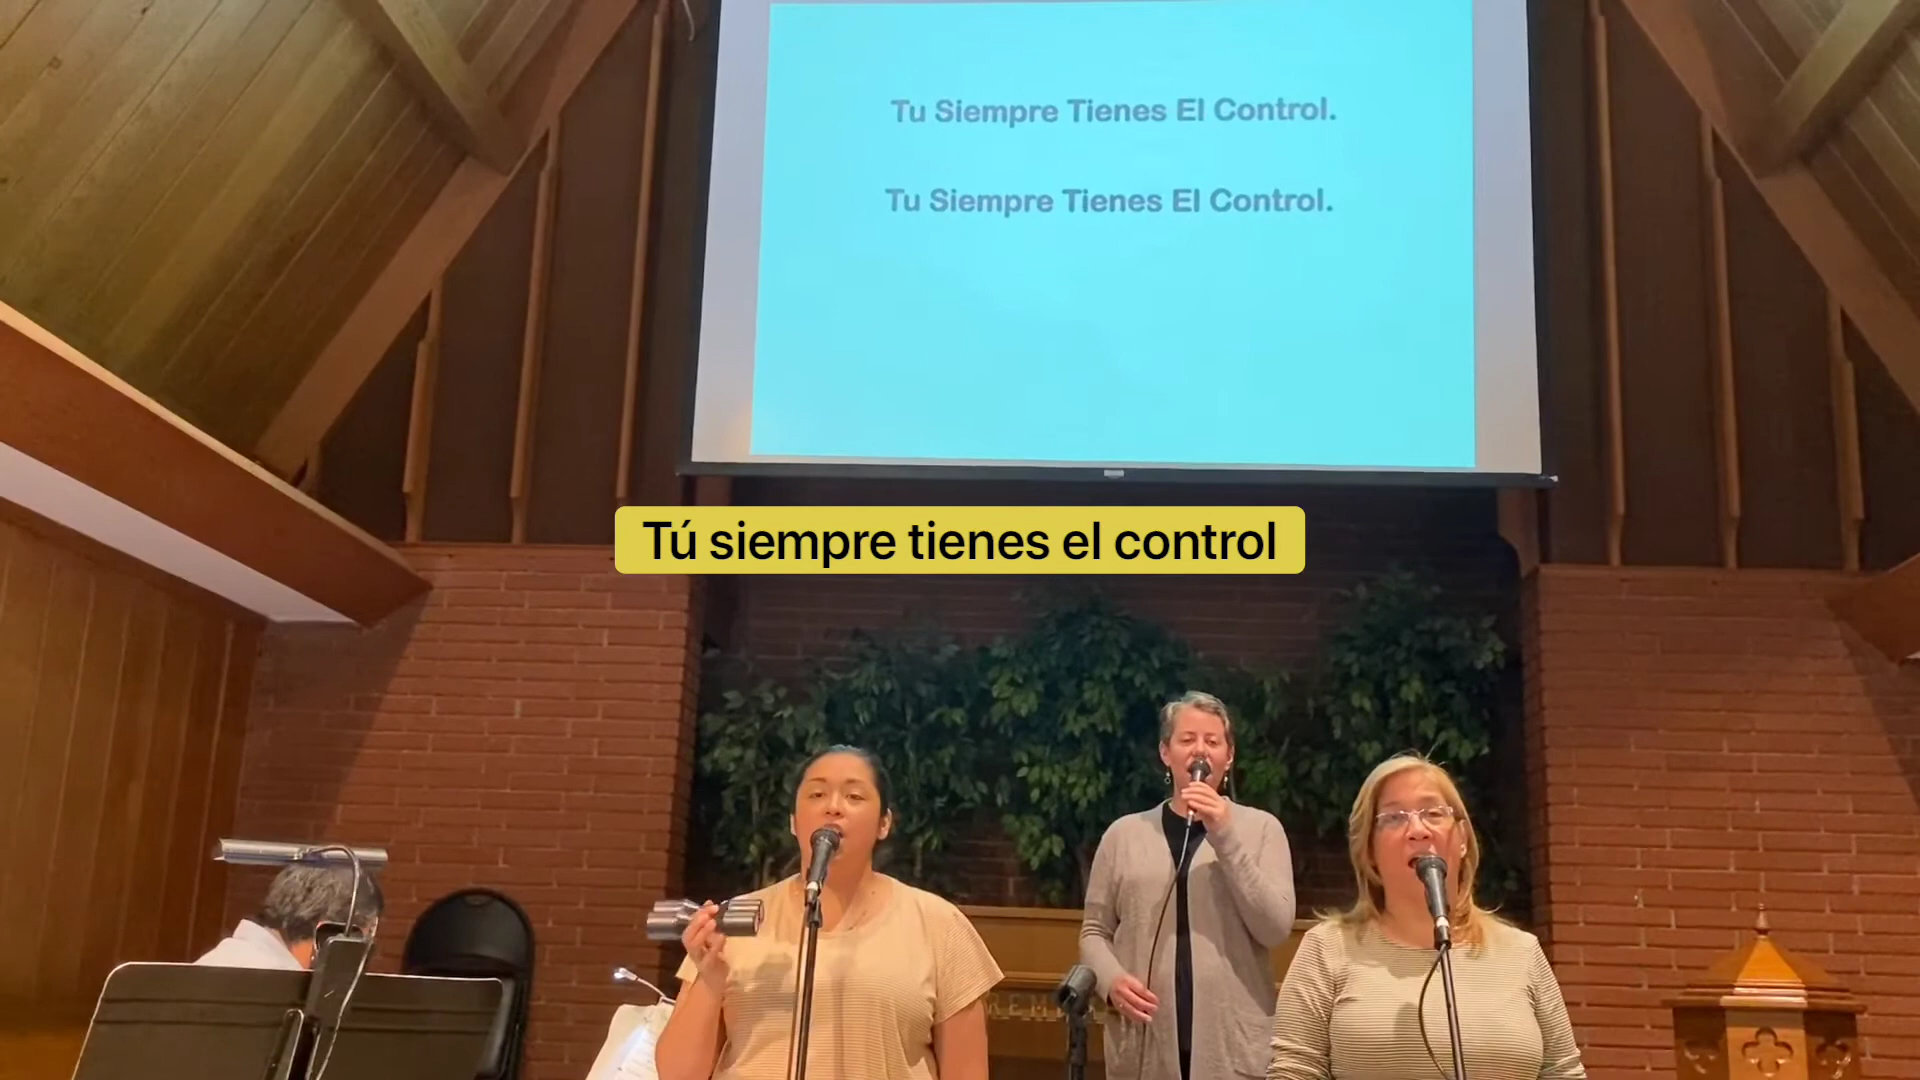 Tu Siempre Tienes El Control.
Tu Siempre Tienes El Control.
Tú siempre tienes el control